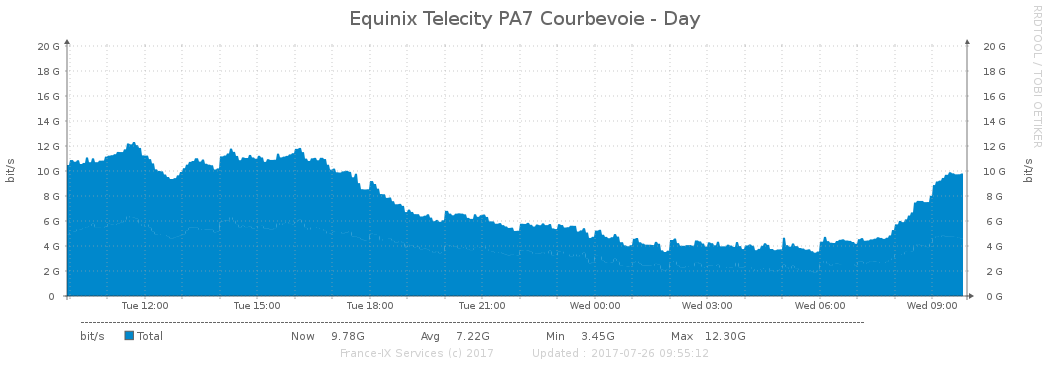 Equinix Telecity PA7 Courbevoie - Day
RRDTOOL / TOBI OETIKER
20 G 20 G
18 G 18 G
16 G 16 G
14 G 14 G
12 G 12 G
10 G 10 G
8 G 8 G
6 G 6 G
4 G 4 G
2 G 2 G
0 0 G
bit/s bit/s
Tue 12:00 Tue 15:00 Tue 18:00 Tue 21:00 Wed 00:00 Wed 03:00 Wed 06:00 Wed 09:00
bit/s Total Now 9.78G Avg 7.22G Min 3.45G Max 12.30G
France-IX Services (c) 2017 Updated : 2017-07-26 09:55:12